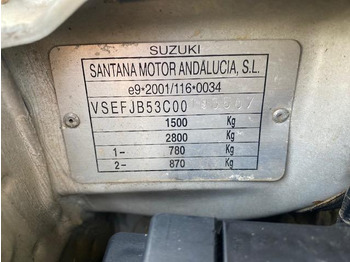 SUZUKI
SANTANA MOTOR ANDALUCIA, S.L.
e9*2001/116*0034
VSEFJB53C00
1500 Kg
2800 Kg
1- 780 Kg
2- 870 Kg